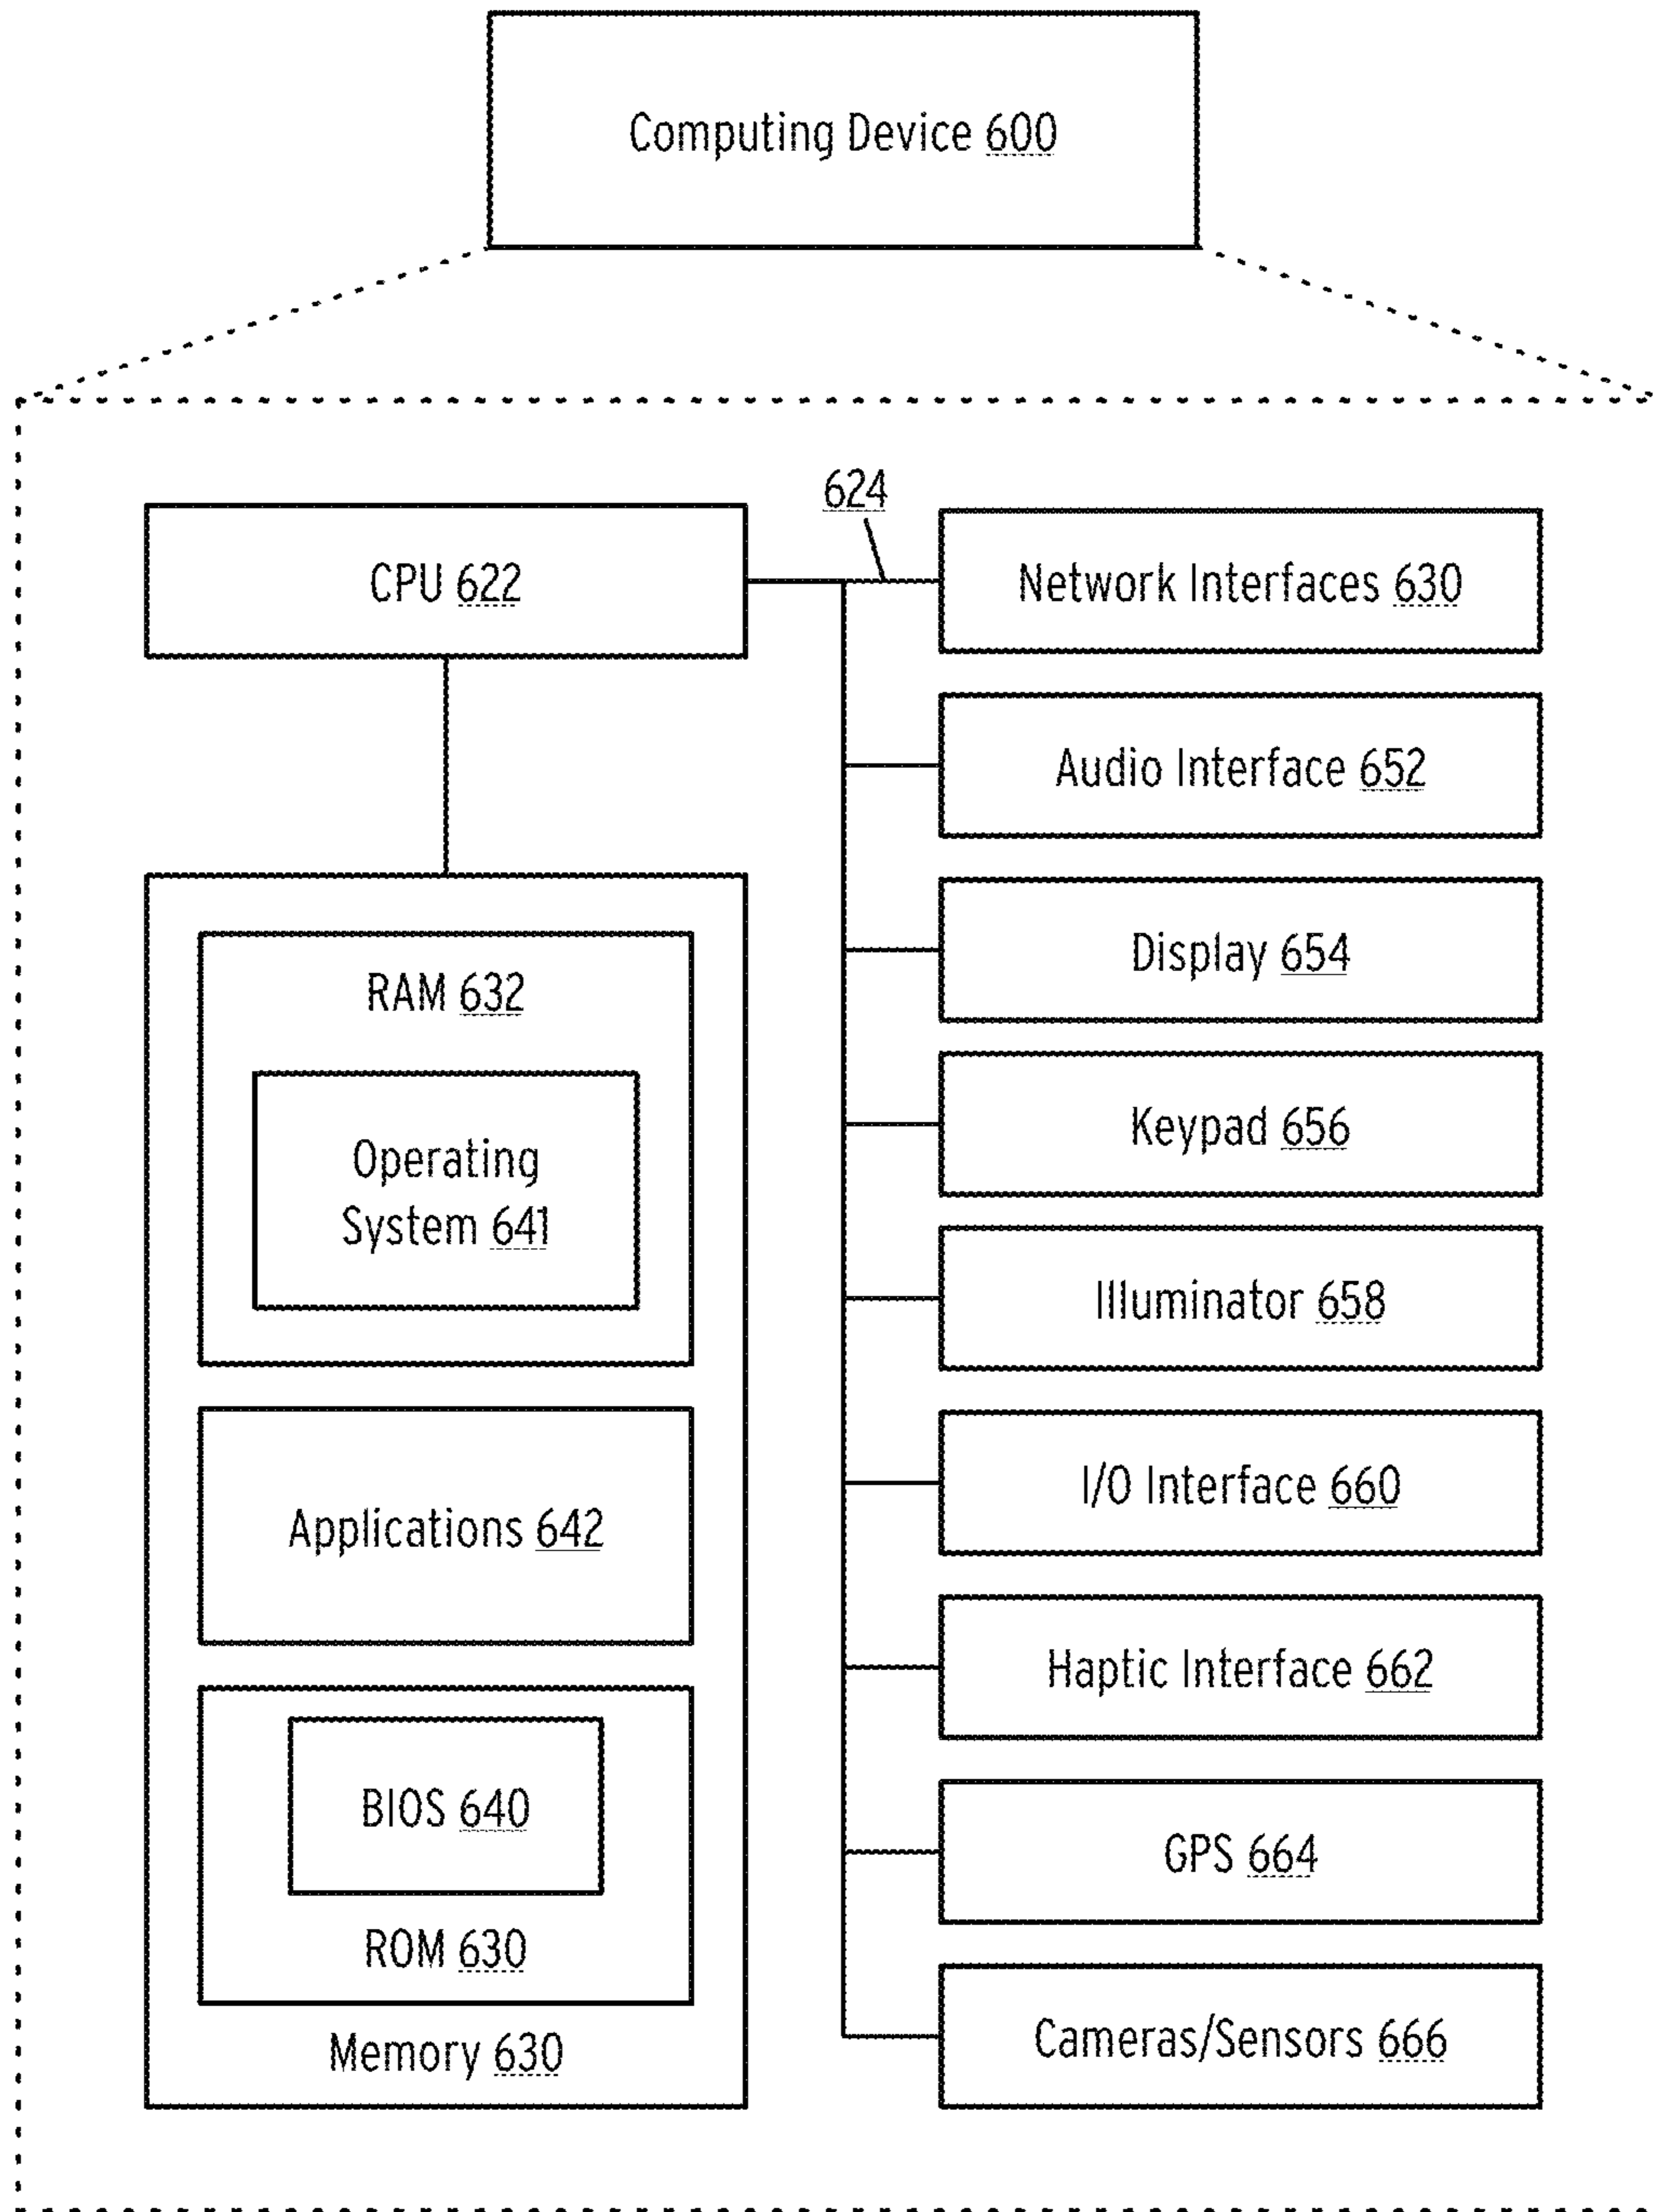 Computing Device 600
CPU 622
624
Network Interfaces 630
Audio Interface 652
Display 654
Keypad 656
Illuminator 658
I/O Interface 660
Haptic Interface 662
GPS 664
Cameras/Sensors 666
RAM 632
Operating
System 641
Applications 642
BIOS 640
ROM 630
Memory 630